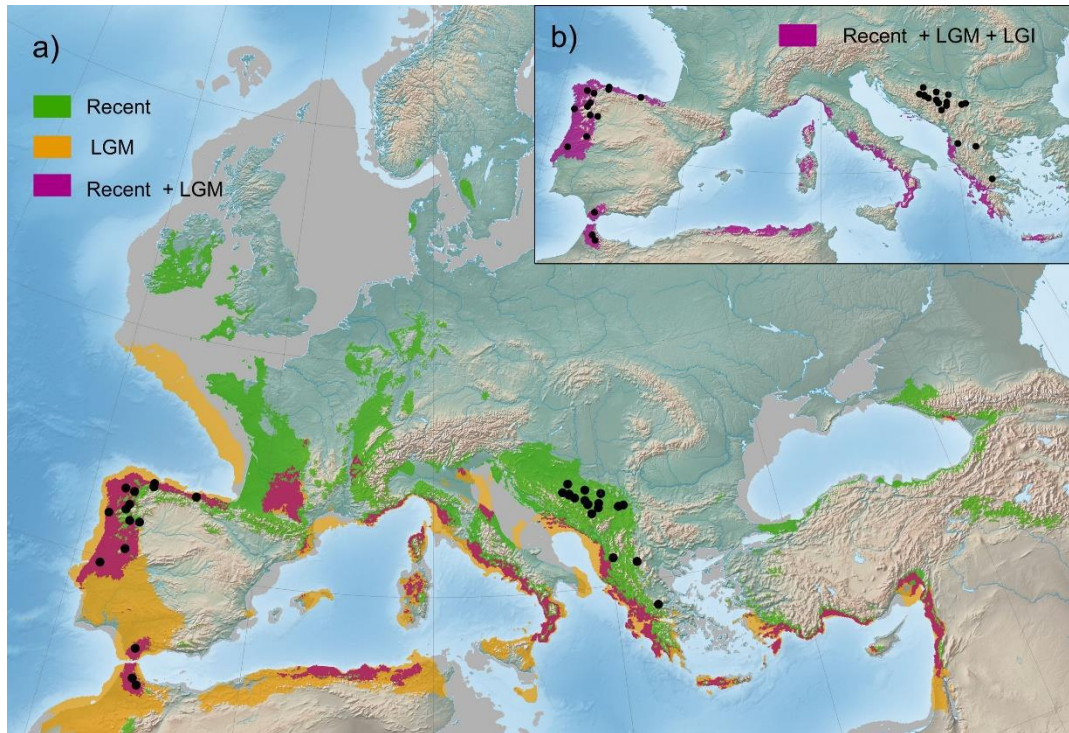 a)
Recent
LGM
Recent + LGM
b)
Recent + LGM + LGI